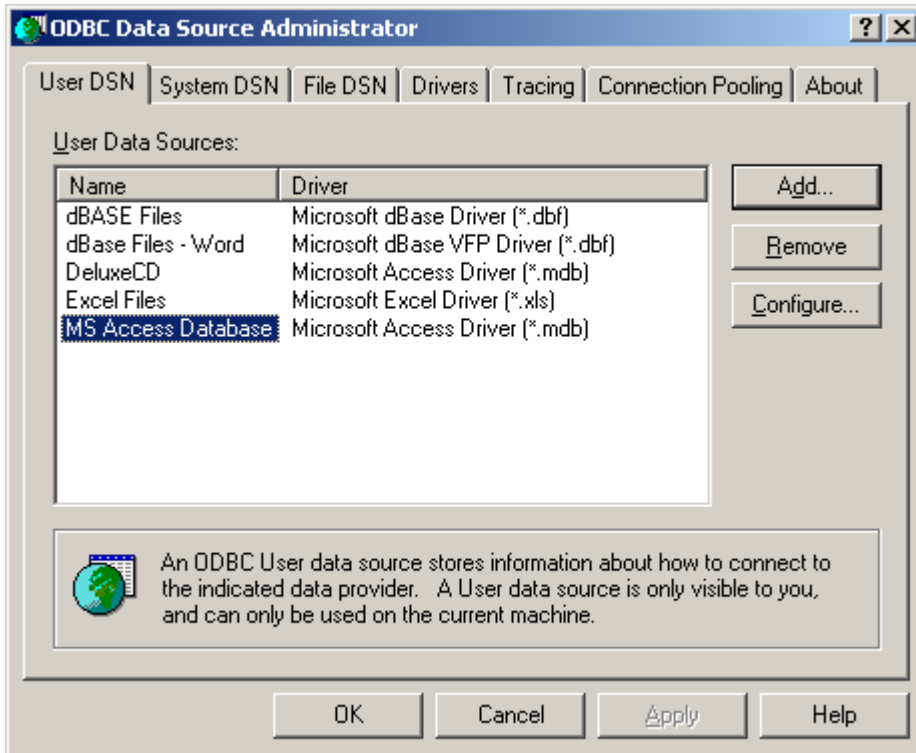 ODBC Data Source Administrator
User DSN System DSN File DSN Drivers Tracing Connection Pooling About
User Data Sources:
Name Driver
dBASE Files Microsoft dBase Driver (*.dbf)
dBase Files - Word Microsoft dBase VFP Driver (*.dbf)
DeluxeCD Microsoft Access Driver (*.mdb)
Excel Files Microsoft Excel Driver (*.xls)
MS Access Database Microsoft Access Driver (*.mdb)
Add...
Remove
Configure...
An ODBC User data source stores information about how to connect to
the indicated data provider. A User data source is only visible to you,
and can only be used on the current machine.
OK Cancel Apply Help